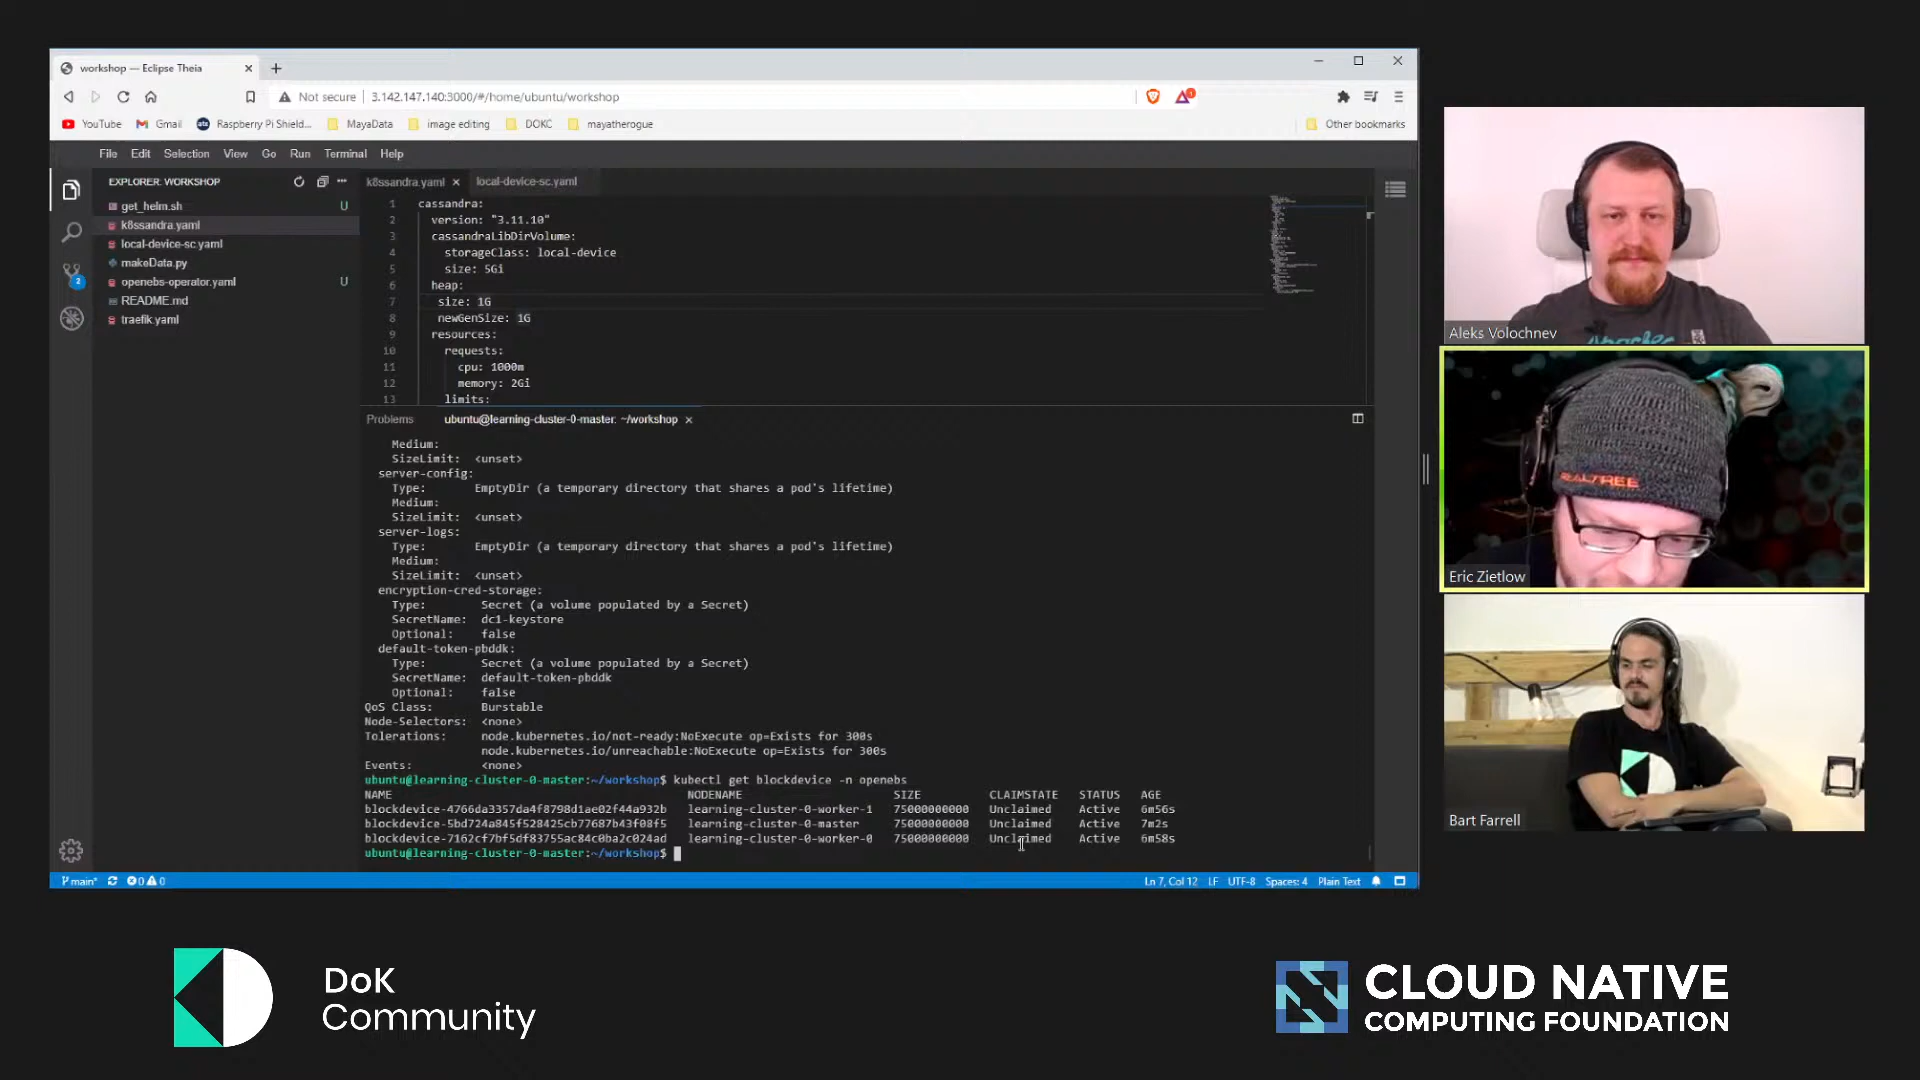 workshop — Eclipse Theia
Not secure
3.142.147.140:3000/#/home/ubuntu/workshop
YouTube
Gmail
Raspberry Pi Shield...
MayaData
image editing
DOKC
mayatherogue
Other bookmarks
File Edit Selection View Go Run Terminal Help
EXPLORER: WORKSHOP
get_helm.sh U
k8ssandra.yaml
local-device-sc.yaml
makeData.py
openebs-operator.yaml U
README.md
traefik.yaml
2
k8ssandra.yaml
local-device-sc.yaml
1 cassandra:
2 version: "3.11.10"
3 cassandraLibDirVolume:
4 storageClass: local-device
5 size: 5Gi
6 heap:
7 size: 1G
8 newGenSize: 1G
9 resources:
10 requests:
11 cpu: 1000m
12 memory: 2Gi
13 limits:
Problems
ubuntu@learning-cluster-0-master: ~/workshop
Medium:
SizeLimit: <unset>
server-config:
Type: EmptyDir (a temporary directory that shares a pod's lifetime)
Medium:
SizeLimit: <unset>
server-logs:
Type: EmptyDir (a temporary directory that shares a pod's lifetime)
Medium:
SizeLimit: <unset>
encryption-cred-storage:
Type: Secret (a volume populated by a Secret)
SecretName: dc1-keystore
Optional: false
default-token-pbddk:
Type: Secret (a volume populated by a Secret)
SecretName: default-token-pbddk
Optional: false
QoS Class: Burstable
Node-Selectors: <none>
Tolerations: node.kubernetes.io/not-ready:NoExecute op=Exists for 300s
node.kubernetes.io/unreachable:NoExecute op=Exists for 300s
Events: <none>
ubuntu@learning-cluster-0-master:~/workshop$ kubectl get blockdevice -n openebs
NAME NODENAME SIZE CLAIMSTATE STATUS AGE
blockdevice-4766da3357da4f8798d1ae02f44a932b learning-cluster-0-worker-1 75000000000 Unclaimed Active 6m56s
blockdevice-5bd724a845f528425cb77687b43f08f5 learning-cluster-0-master 75000000000 Unclaimed Active 7m2s
blockdevice-7162cf7bf5df83755ac84c0ba2c024ad learning-cluster-0-worker-0 75000000000 Unclaimed Active 6m58s
ubuntu@learning-cluster-0-master:~/workshop$
main* 0 0
Ln 7, Col 12 LF UTF-8 Spaces: 4 Plain Text
Aleks Volochnev
REALTREE
Eric Zietlow
Bart Farrell
DoK
Community
CLOUD NATIVE
COMPUTING FOUNDATION